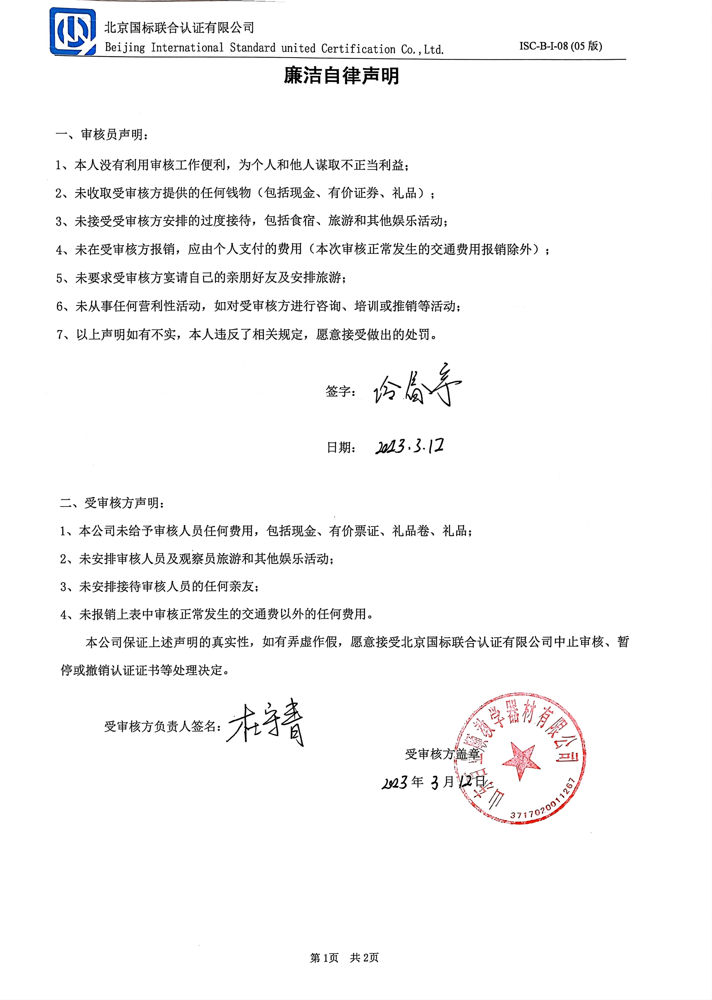 北京国标联合认证有限公司
Beijing International Standard united Certification Co.,Ltd.
ISC-B-I-08 (05 版)
廉洁自律声明
一、审核员声明：
1、本人没有利用审核工作便利，为个人和他人谋取不正当利益；
2、未收取受审核方提供的任何钱物（包括现金、有价证券、礼品）；
3、未接受受审核方安排的过度接待，包括食宿、旅游和其他娱乐活动；
4、未在受审核方报销，应由个人支付的费用（本次审核正常发生的交通费用报销除外）；
5、未要求受审核方宴请自己的亲朋好友及安排旅游；
6、未从事任何营利性活动，如对受审核方进行咨询、培训或推销等活动；
7、以上声明如有不实，本人违反了相关规定，愿意接受做出的处罚。
签字：
日期： 2023.3.12
二、受审核方声明：
1、本公司未给予审核人员任何费用，包括现金、有价票证、礼品卷、礼品；
2、未安排审核人员及观察员旅游和其他娱乐活动；
3、未安排接待审核人员的任何亲友；
4、未报销上表中审核正常发生的交通费以外的任何费用。
本公司保证上述声明的真实性，如有弄虚作假，愿意接受北京国标联合认证有限公司中止审核、暂
停或撤销认证证书等处理决定。
受审核方负责人签名：杜守青
受审核方盖章
2023 年 3 月 12 日
山东 顺教学器材有限公司
3717020011267
第 1页 共 2页